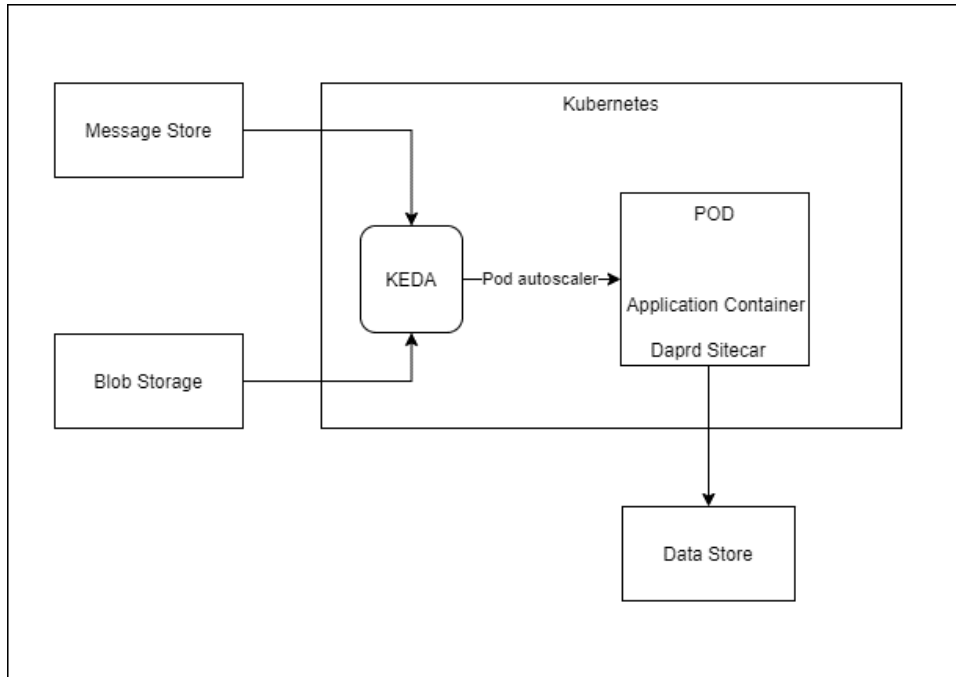 Kubernetes
Message Store
POD
KEDA
Pod autoscaler
Application Container
Daprd Sitecar
Blob Storage
Data Store